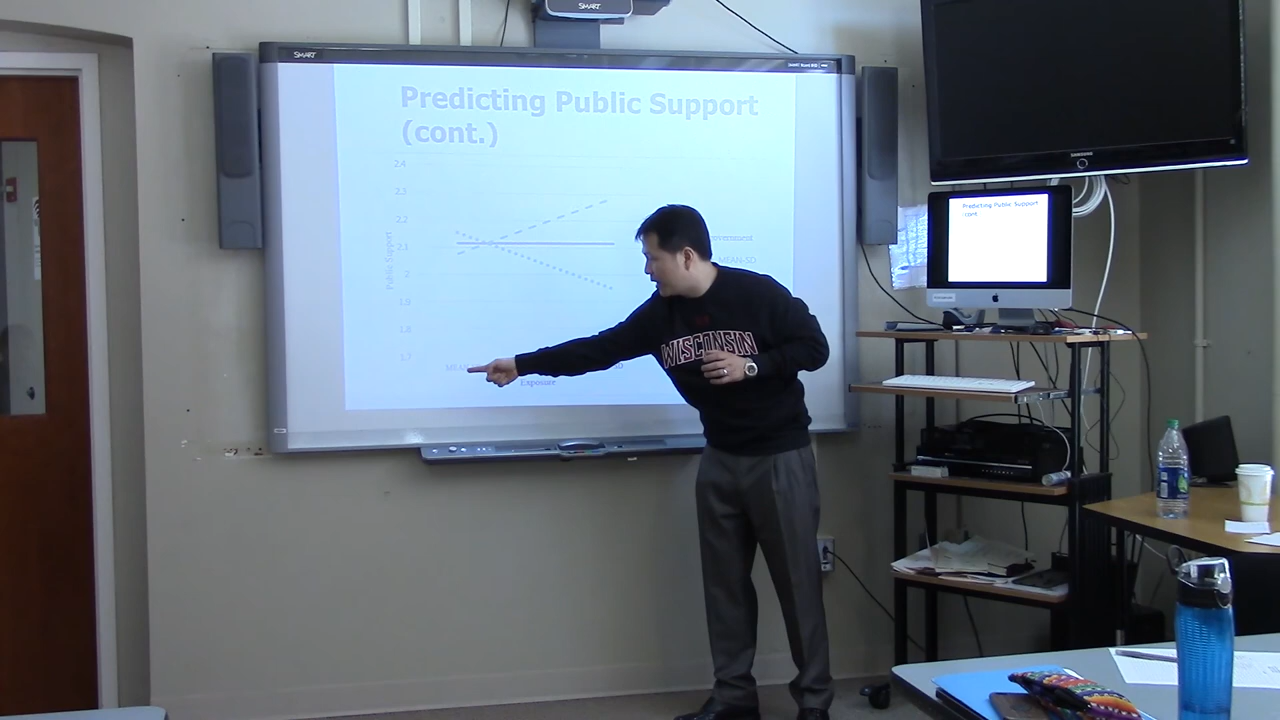 SMART
SMART
Predicting Public Support
(cont.)
2.4
2.3
2.2
2.1
2
1.9
1.8
1.7
Public Support
MEAN-SD
Exposure
WISCONSIN
SAMSUNG
Predicting Public Support
(cont.